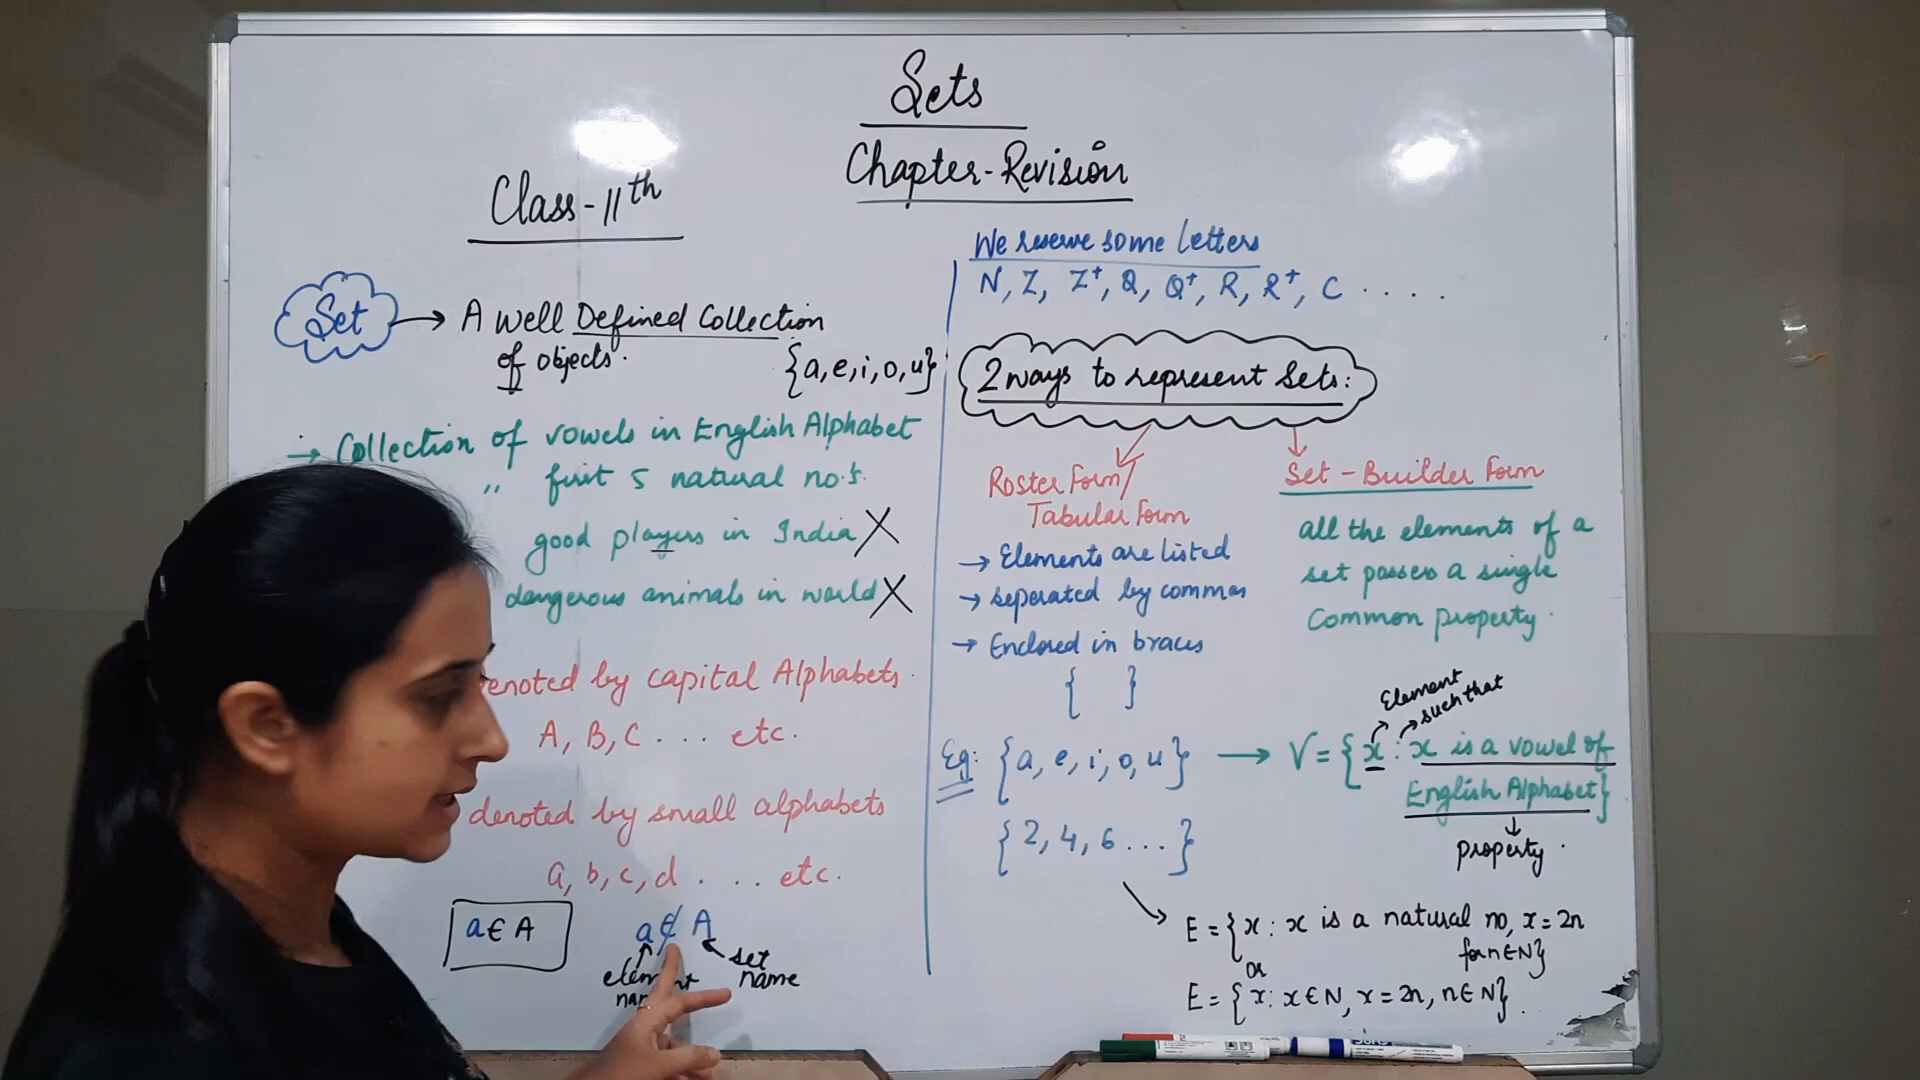 Sets
Chapter-Revision
Class-11th
Set → A well Defined Collection
of objects.
{a,e,i,o,u}
→ Collection of vowels in English Alphabet
,, first 5 natural no.s.
good players in India X
dangerous animals in world X
enoted by capital Alphabets.
A, B, C . . . etc.
denoted by small alphabets
a, b, c, d . . . etc.
a ∈ A
a ∉ A
set
name
We reserve some letters
N, Z, Z⁺, Q, Q⁺, R, R⁺, C . . . .
2 ways to represent Sets:
Roster Form/
Tabular Form
→ Elements are listed
→ seperated by commas
→ Enclosed in braces
{ }
Eg: {a, e, i, o, u} →
{2, 4, 6 ...}
Set-Builder Form
all the elements of a
set posses a single
Common property.
Element
such that
V = {x : x is a vowel of
English Alphabet}
property.
E = {x : x is a natural no, x = 2n
for n∈N}
or
E = {x : x∈N, x = 2n, n∈N}.